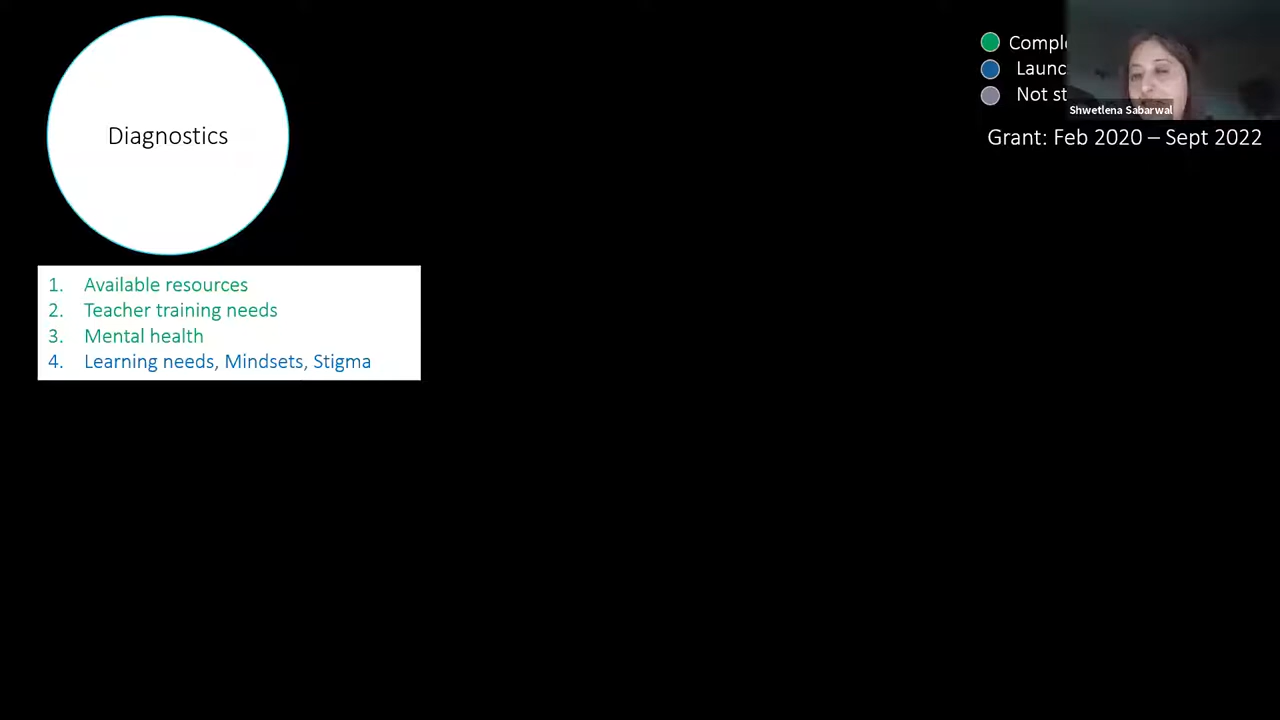 Diagnostics
1. Available resources
2. Teacher training needs
3. Mental health
4. Learning needs, Mindsets, Stigma
Compl
Launc
Not st
Shwetlena Sabarwal
Grant: Feb 2020 – Sept 2022